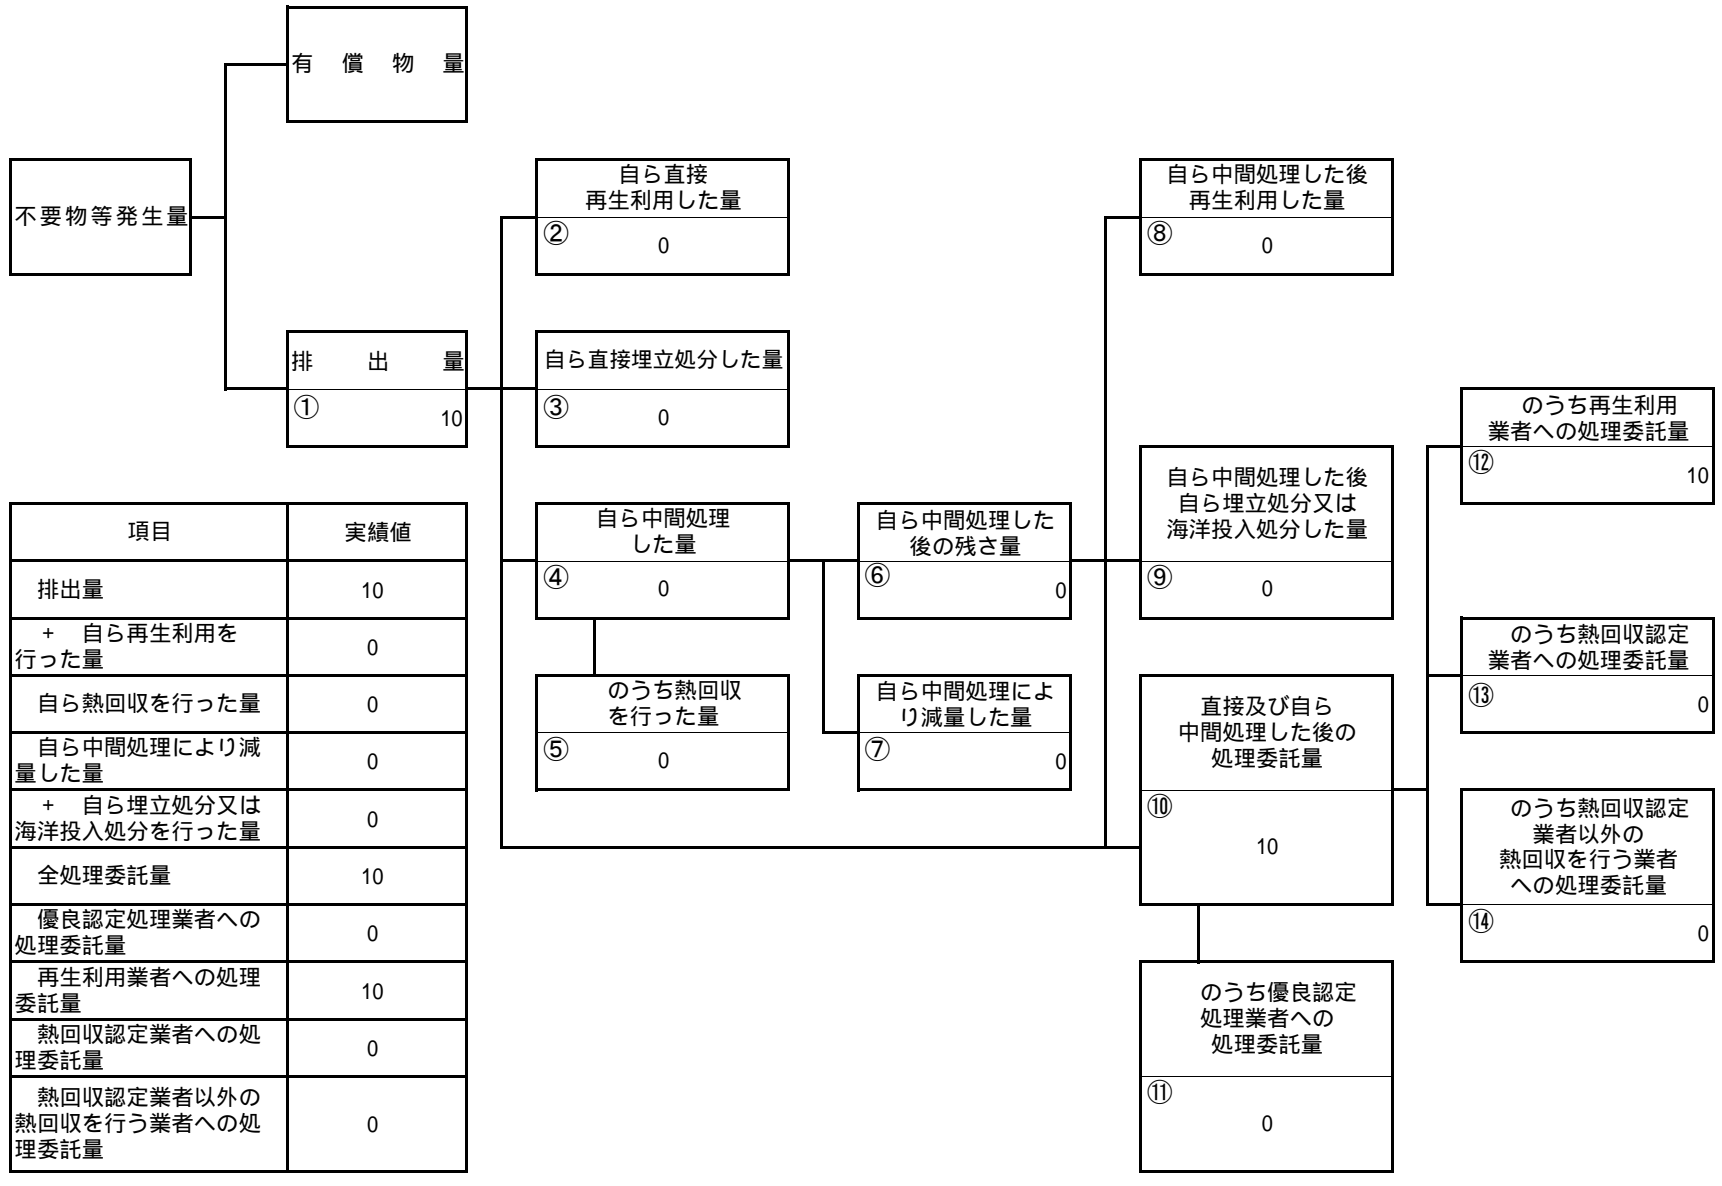 有償物量
不要物等発生量
排出量
①
10
自ら直接
再生利用した量
②
0
自ら直接埋立処分した量
③
0
自ら中間処理
した量
④
0
のうち熱回収
を行った量
⑤
0
自ら中間処理した
後の残さ量
⑥
0
自ら中間処理によ
り減量した量
⑦
0
自ら中間処理した後
再生利用した量
⑧
0
自ら中間処理した後
自ら埋立処分又は
海洋投入処分した量
⑨
0
直接及び自ら
中間処理した後の
処理委託量
⑩
10
のうち優良認定
処理業者への
処理委託量
⑪
0
のうち再生利用
業者への処理委託量
⑫
10
のうち熱回収認定
業者への処理委託量
⑬
0
のうち熱回収認定
業者以外の
熱回収を行う業者
への処理委託量
⑭
0
項目 実績値
排出量 10
+ 自ら再生利用を
行った量 0
自ら熱回収を行った量 0
自ら中間処理により減
量した量 0
+ 自ら埋立処分又は
海洋投入処分を行った量 0
全処理委託量 10
優良認定処理業者への
処理委託量 0
再生利用業者への処理
委託量 10
熱回収認定業者への処
理委託量 0
熱回収認定業者以外の
熱回収を行う業者への処
理委託量 0